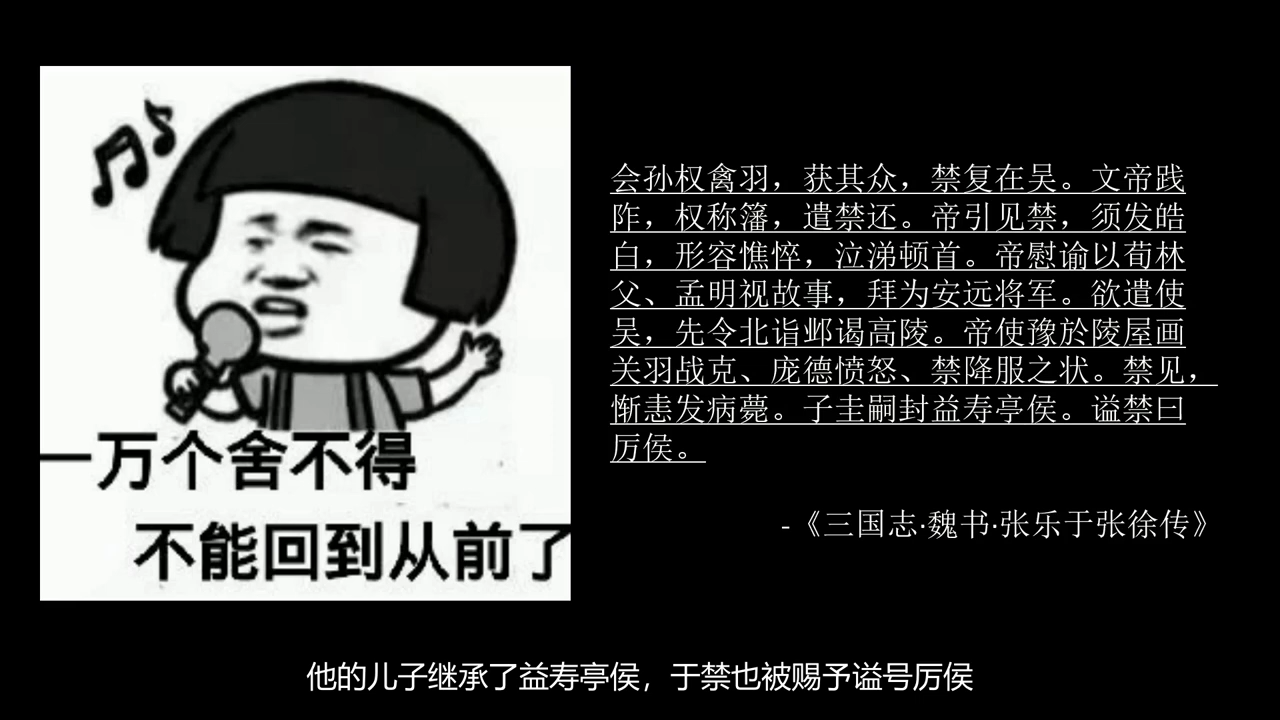 一万个舍不得
不能回到从前了
会孙权禽羽，获其众，禁复在吴。文帝践
阼，权称藩，遣禁还。帝引见禁，须发皓
白，形容憔悴，泣涕顿首。帝慰谕以荀林
父、孟明视故事，拜为安远将军。欲遣使
吴，先令北诣邺谒高陵。帝使豫於陵屋画
关羽战克、庞德愤怒、禁降服之状。禁见，
惭恚发病薨。子圭嗣封益寿亭侯。谥禁曰
厉侯。
-《三国志·魏书·张乐于张徐传》
他的儿子继承了益寿亭侯，于禁也被赐予谥号厉侯